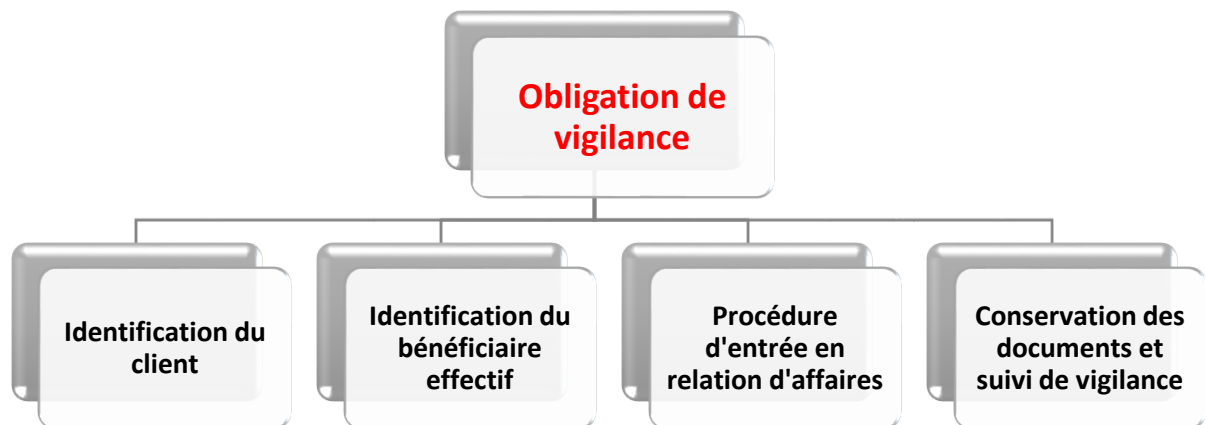 Obligation de
vigilance
Identification du
client
Identification du
bénéficiaire
effectif
Procédure
d'entrée en
relation d'affaires
Conservation des
documents et
suivi de vigilance